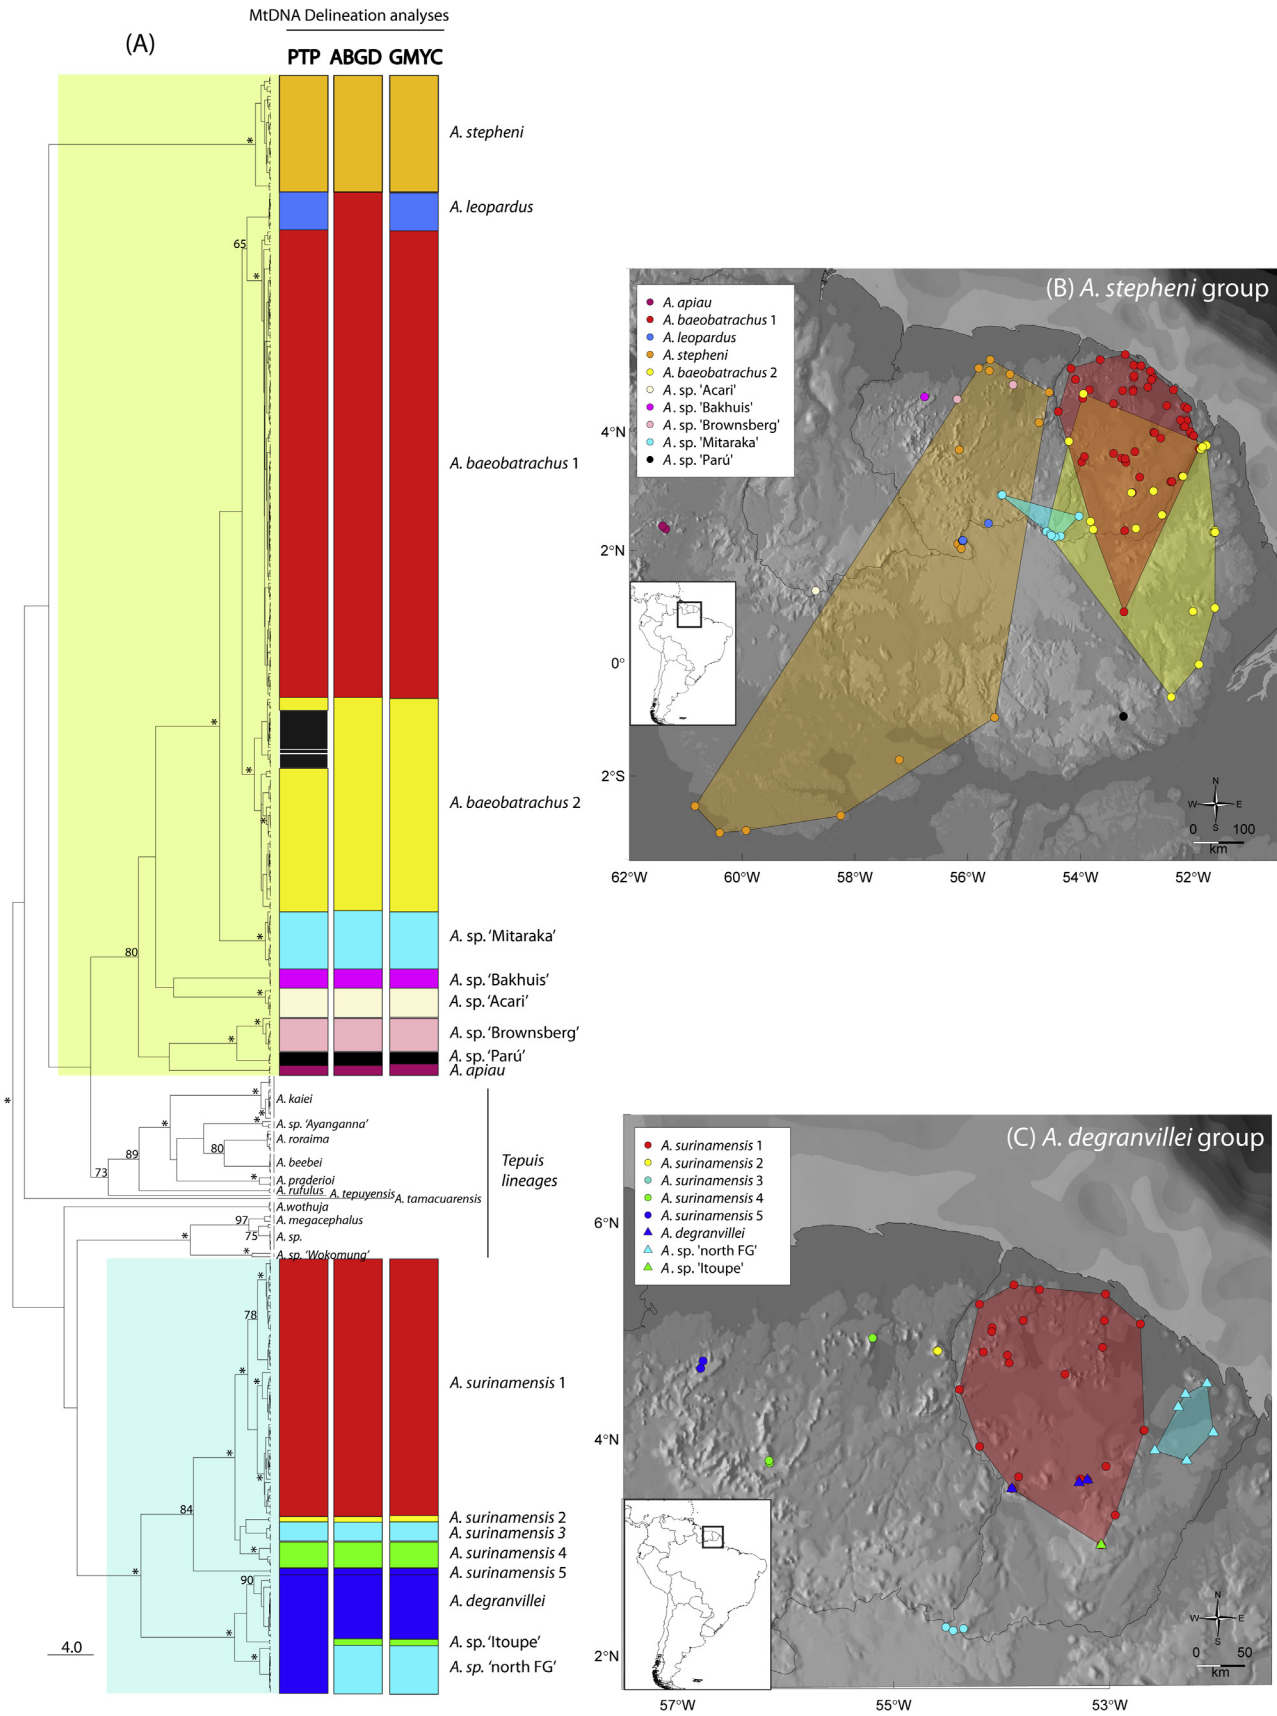 MtDNA Delineation analyses
(A)
PTP ABGD GMYC
A. stepheni
A. leopardus
A. baeobatrachus 1
A. baeobatrachus 2
A. sp. ‘Mitaraka’
A. sp. ‘Bakhuis’
A. sp. ‘Acari’
A. sp. ‘Brownsberg’
A. sp. ‘Parú’
A. apiau
*
65
*
*
*
*
*
80
*
*
*
*
A. kaiei
A. sp. ‘Ayanganna’
A. roraima
A. beebei
A. praderioi
A. rufulus
A. tepuyensis
A. tamacuarensis
A.wothuja
A. megacephalus
A. sp.
A. sp. ‘Wokomung’
Tepuis
lineages
*
*
*
*
80
89
*
73
97
75
*
*
A. surinamensis 1
A. surinamensis 2
A. surinamensis 3
A. surinamensis 4
A. surinamensis 5
A. degranvillei
A. sp. ‘Itoupe’
A. sp. ‘north FG’
*
78
*
*
*
*
84
*
*
90
*
*
4.0
(B) A. stepheni group
A. apiau
A. baeobatrachus 1
A. leopardus
A. stepheni
A. baeobatrachus 2
A. sp. 'Acari'
A. sp. 'Bakhuis'
A. sp. 'Brownsberg'
A. sp. 'Mitaraka'
A. sp. 'Parú'
4°N
2°N
0°
2°S
62°W 60°W 58°W 56°W 54°W 52°W
N
W E
S
0 100
km
(C) A. degranvillei group
A. surinamensis 1
A. surinamensis 2
A. surinamensis 3
A. surinamensis 4
A. surinamensis 5
A. degranvillei
A. sp. 'north FG'
A. sp. 'Itoupe'
6°N
4°N
2°N
57°W 55°W 53°W
N
W E
S
0 50
km